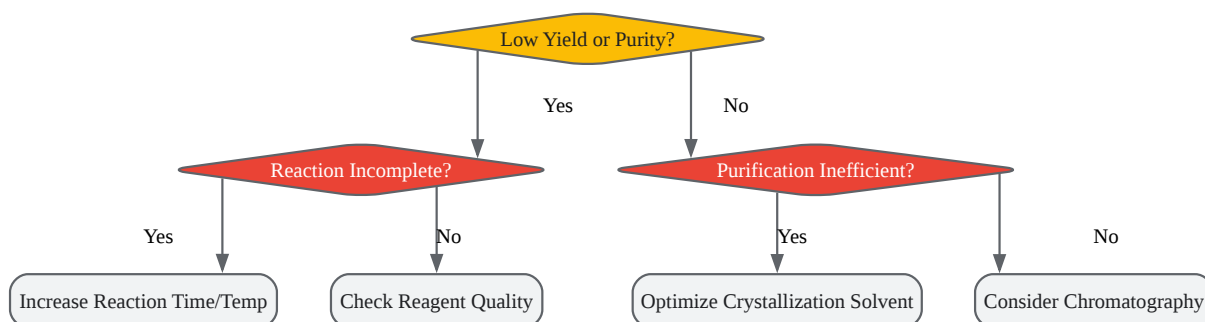 Low Yield or Purity?
Yes
No
Reaction Incomplete?
Purification Inefficient?
Yes
No
Yes
No
Increase Reaction Time/Temp
Check Reagent Quality
Optimize Crystallization Solvent
Consider Chromatography